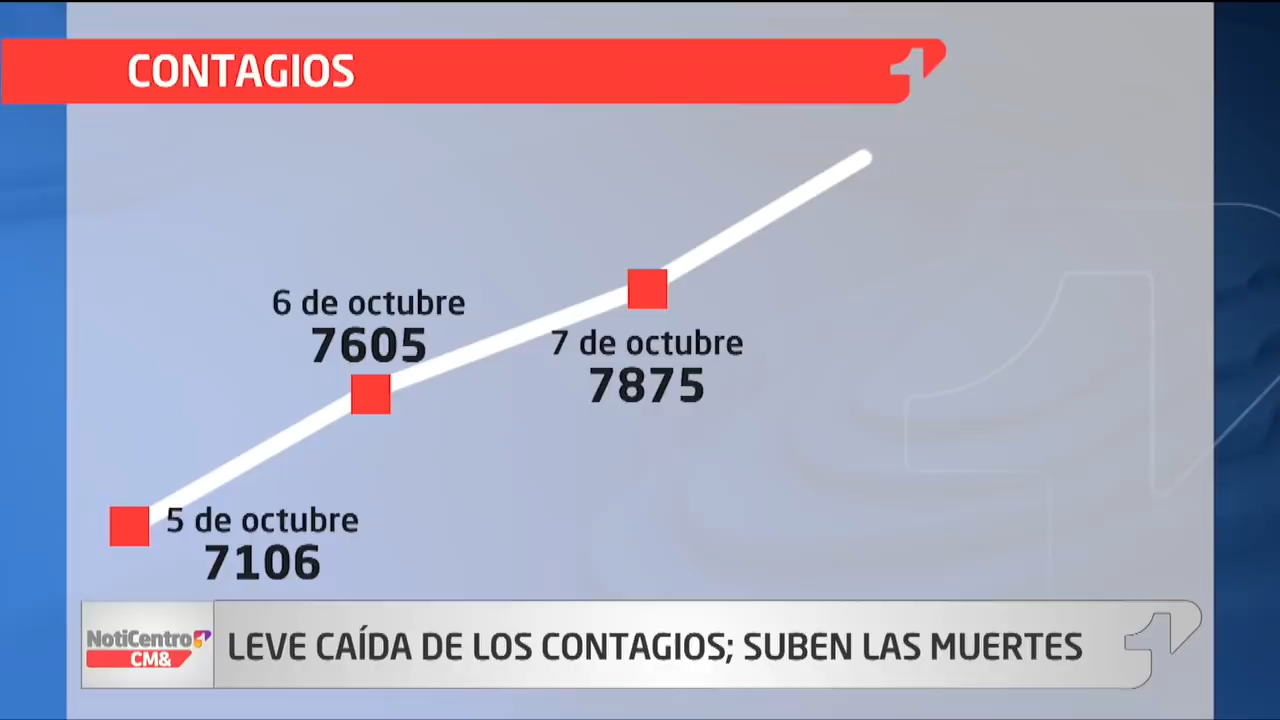 CONTAGIOS
6 de octubre
7605
7 de octubre
7875
5 de octubre
7106
NotiCentro 1
CM&
LEVE CAÍDA DE LOS CONTAGIOS; SUBEN LAS MUERTES